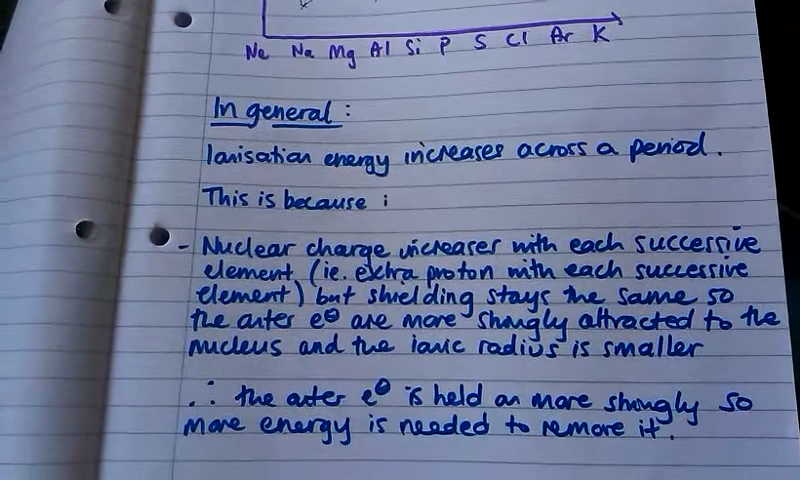 Ne Na Mg Al Si P S Cl Ar K
In general:
Ionisation energy increases across a period.
This is because:
- Nuclear charge increases with each successive
element (ie. extra proton with each successive
element) but shielding stays the same so
the outer e⊖ are more strongly attracted to the
nucleus and the ionic radius is smaller
∴ the outer e⊖ is held on more strongly so
more energy is needed to remove it.